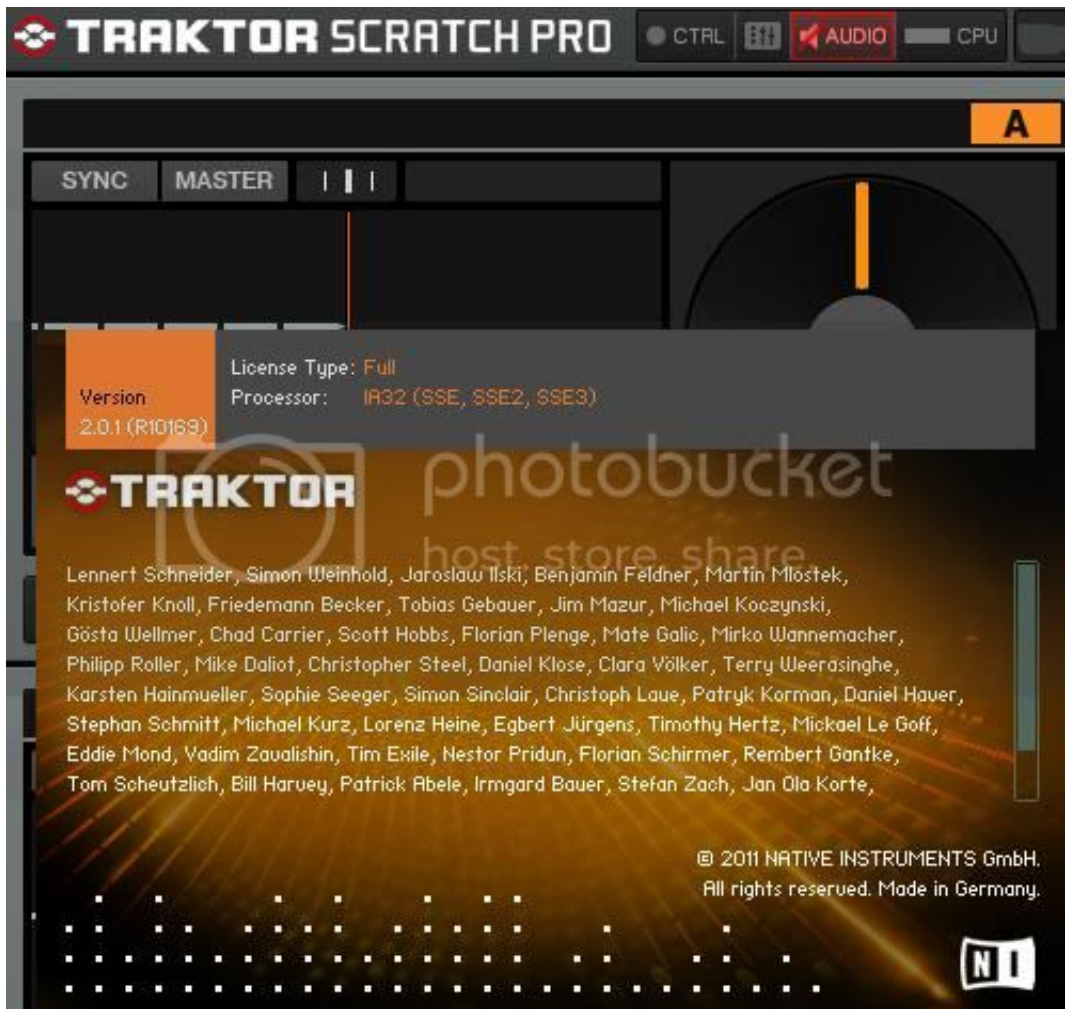 TRAKTOR SCRATCH PRO CTRL AUDIO CPU
A
SYNC MASTER
License Type: Full
Version Processor: IA32 (SSE, SSE2, SSE3)
2.0.1 (R10169)
photobucket
TRAKTOR
host. store. share.
Lennert Schneider, Simon Weinhold, Jaroslaw Ilski, Benjamin Feldner, Martin Mlostek,
Kristofer Knoll, Friedemann Becker, Tobias Gebauer, Jim Mazur, Michael Koczynski,
Gösta Wellmer, Chad Carrier, Scott Hobbs, Florian Plenge, Mate Galic, Mirko Wannemacher,
Philipp Roller, Mike Daliot, Christopher Steel, Daniel Klose, Clara Völker, Terry Weerasinghe,
Karsten Hainmueller, Sophie Seeger, Simon Sinclair, Christoph Laue, Patryk Korman, Daniel Haver,
Stephan Schmitt, Michael Kurz, Lorenz Heine, Egbert Jürgens, Timothy Hertz, Mickael Le Goff,
Eddie Mond, Vadim Zavalishin, Tim Exile, Nestor Pridun, Florian Schirmer, Rembert Gantke,
Tom Scheutzlich, Bill Harvey, Patrick Abele, Irmgard Bauer, Stefan Zach, Jan Ola Korte,
© 2011 NATIVE INSTRUMENTS GmbH.
All rights reserved. Made in Germany.
NI